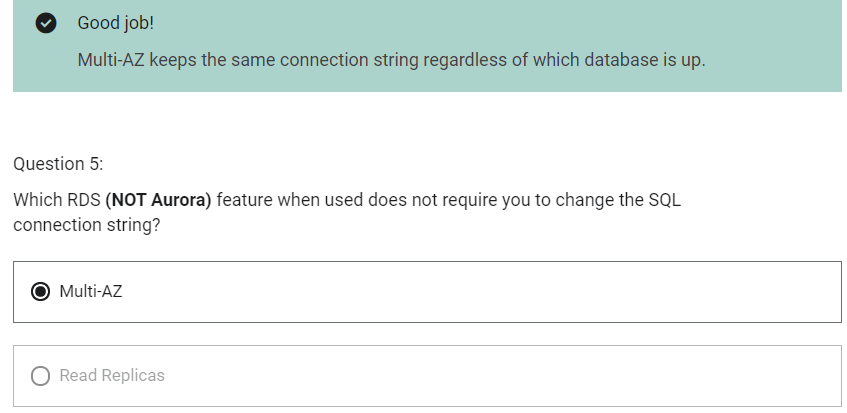 Good job!
Multi-AZ keeps the same connection string regardless of which database is up.
Question 5:
Which RDS (NOT Aurora) feature when used does not require you to change the SQL
connection string?
Multi-AZ
Read Replicas